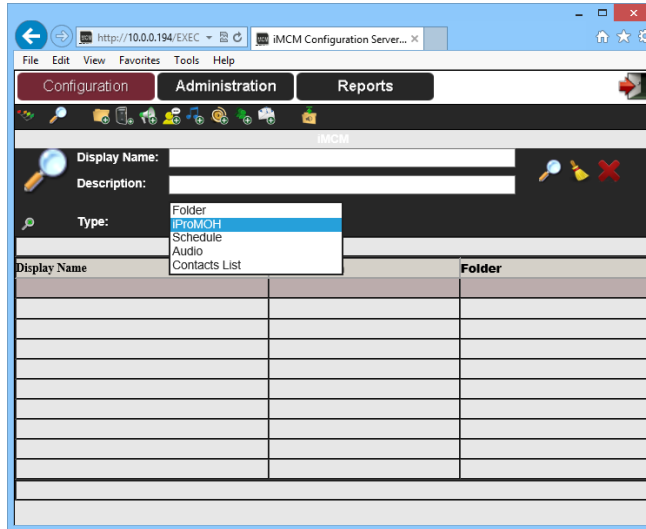 http://10.0.0.194/EXEC
iMCM Configuration Server...
File Edit View Favorites Tools Help
Configuration Administration Reports
iMCM
Display Name:
Description:
Type:
Folder
iProMOH
Schedule
Audio
Contacts List
Display Name Folder